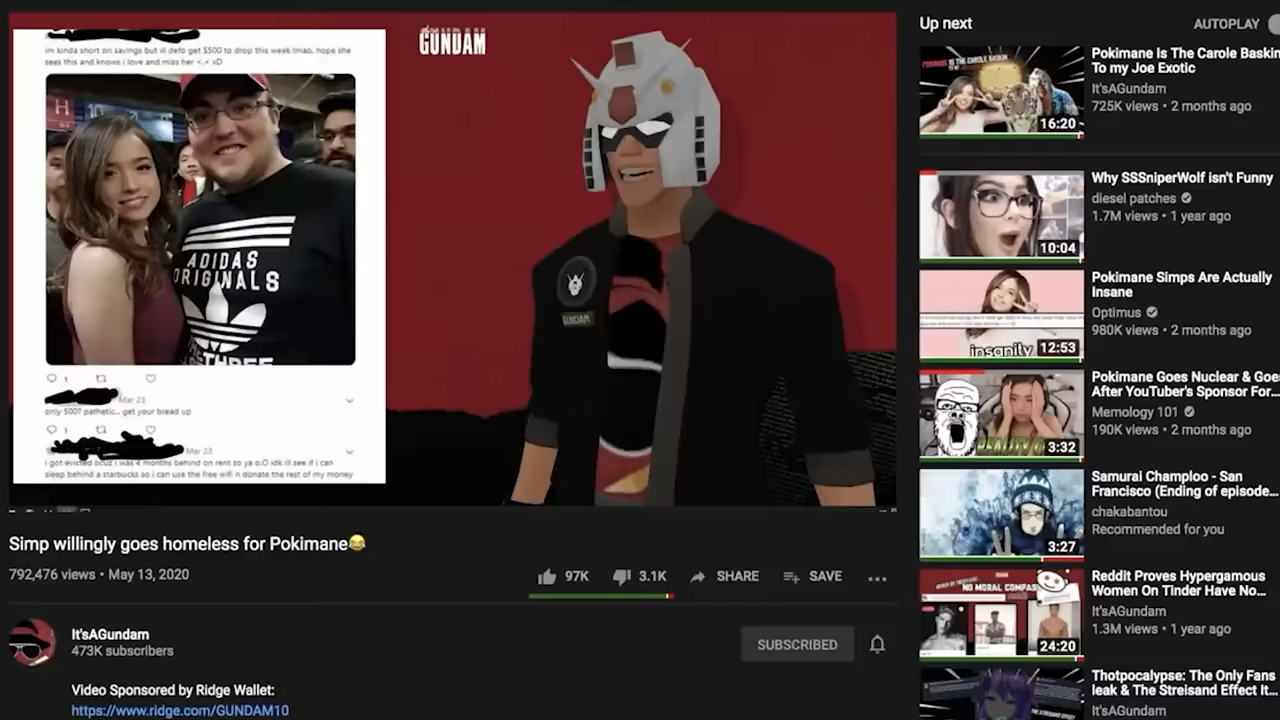 im kinda short on savings but ill defo get $500 to drop this week lmao, hope she
sees this and knows i love and miss her <.< xD
H
10
ADIDAS
ORIGINALS
THREE
1
Mar 23
only 500? pathetic... get your bread up
1
Mar 23
i got evicted bcuz i was 4 months behind on rent so ya o.O idk ill see if i can
sleep behind a starbucks so i can use the free wifi n donate the rest of my money
GUNDAM
GUNDAM
Simp willingly goes homeless for Pokimane😂
792,476 views • May 13, 2020
97K
3.1K
SHARE
SAVE
It'sAGundam
473K subscribers
SUBSCRIBED
Video Sponsored by Ridge Wallet:
https://www.ridge.com/GUNDAM10
Up next
AUTOPLAY
POKIMANE IS THE CAROLE BASKIN
16:20
Pokimane Is The Carole Baskin
To my Joe Exotic
It'sAGundam
725K views • 2 months ago
10:04
Why SSSniperWolf isn't Funny
diesel patches
1.7M views • 1 year ago
insanity
12:53
Pokimane Simps Are Actually
Insane
Optimus
980K views • 2 months ago
3:32
Pokimane Goes Nuclear & Goes
After YouTuber's Sponsor For...
Memology 101
190K views • 2 months ago
3:27
Samurai Champloo - San
Francisco (Ending of episode...
chakabantou
Recommended for you
NO MORAL COMPASS
24:20
Reddit Proves Hypergamous
Women On Tinder Have No...
It'sAGundam
1.3M views • 1 year ago
Thotpocalypse: The Only Fans
leak & The Streisand Effect It...
It'sAGundam